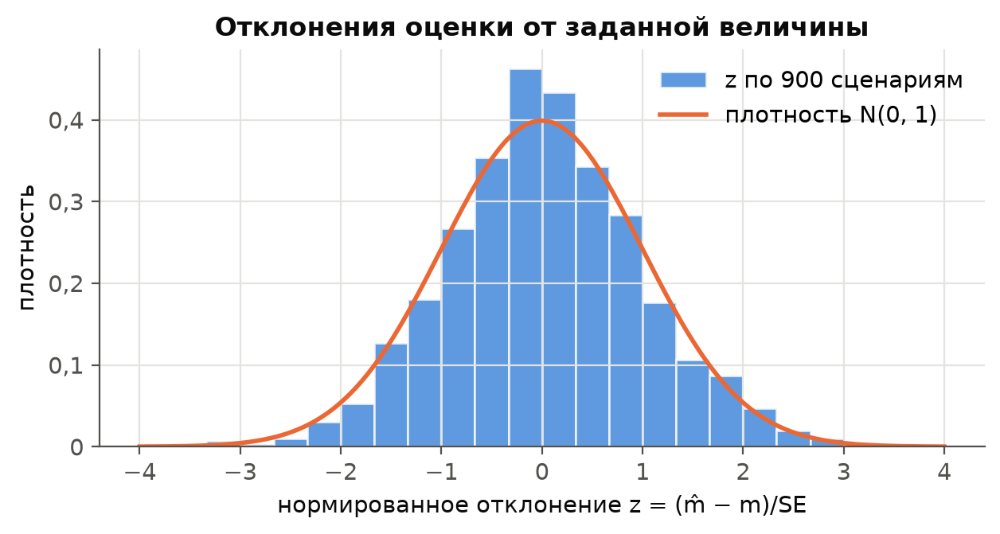 Отклонения оценки от заданной величины
z по 900 сценариям
плотность N(0, 1)
плотность
0,4
0,3
0,2
0,1
0
−4 −3 −2 −1 0 1 2 3 4
нормированное отклонение z = (m̂ − m)/SE